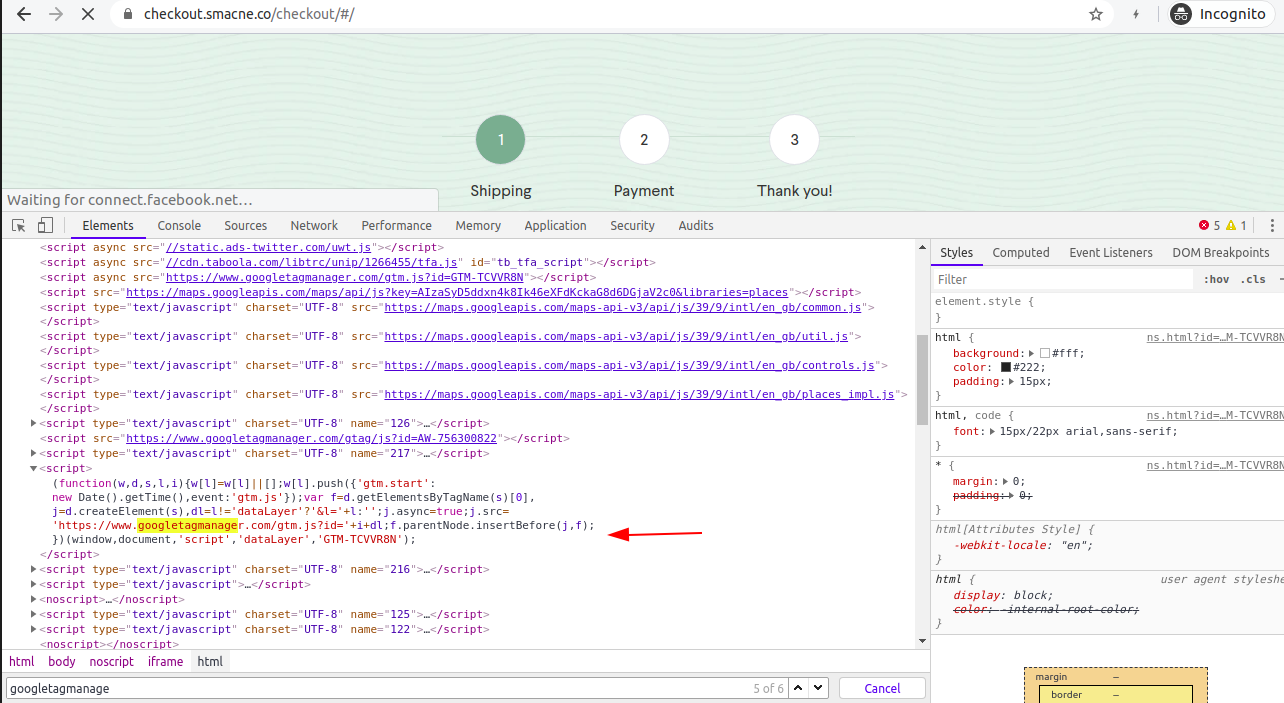 checkout.smacne.co/checkout/#/
Incognito
1
2
3
Shipping
Payment
Thank you!
Waiting for connect.facebook.net…
Elements
Console
Sources
Network
Performance
Memory
Application
Security
Audits
5
1
<script async src="//static.ads-twitter.com/uwt.js"></script>
<script async src="//cdn.taboola.com/libtrc/unip/1266455/tfa.js" id="tb_tfa_script"></script>
<script async src="https://www.googletagmanager.com/gtm.js?id=GTM-TCVVR8N"></script>
<script src="https://maps.googleapis.com/maps/api/js?key=AIzaSyD5ddxn4k8Ik46eXFdKckaG8d6DGjaV2c0&libraries=places"></script>
<script type="text/javascript" charset="UTF-8" src="https://maps.googleapis.com/maps-api-v3/api/js/39/9/intl/en_gb/common.js">
</script>
<script type="text/javascript" charset="UTF-8" src="https://maps.googleapis.com/maps-api-v3/api/js/39/9/intl/en_gb/util.js">
</script>
<script type="text/javascript" charset="UTF-8" src="https://maps.googleapis.com/maps-api-v3/api/js/39/9/intl/en_gb/controls.js">
</script>
<script type="text/javascript" charset="UTF-8" src="https://maps.googleapis.com/maps-api-v3/api/js/39/9/intl/en_gb/places_impl.js">
</script>
<script type="text/javascript" charset="UTF-8" name="126">…</script>
<script src="https://www.googletagmanager.com/gtag/js?id=AW-756300822"></script>
<script type="text/javascript" charset="UTF-8" name="217">…</script>
<script>
(function(w,d,s,l,i){w[l]=w[l]||[];w[l].push({'gtm.start':
new Date().getTime(),event:'gtm.js'});var f=d.getElementsByTagName(s)[0],
j=d.createElement(s),dl=l!='dataLayer'?'&l='+l:'';j.async=true;j.src=
'https://www.googletagmanager.com/gtm.js?id='+i+dl;f.parentNode.insertBefore(j,f);
})(window,document,'script','dataLayer','GTM-TCVVR8N');
</script>
<script type="text/javascript" charset="UTF-8" name="216">…</script>
<script type="text/javascript">…</script>
<noscript>…</noscript>
<script type="text/javascript" charset="UTF-8" name="125">…</script>
<script type="text/javascript" charset="UTF-8" name="122">…</script>
<noscript></noscript>
html
body
noscript
iframe
html
googletagmanage
5 of 6
Cancel
Styles
Computed
Event Listeners
DOM Breakpoints
Filter
:hov
.cls
element.style {
}
html {
ns.html?id=…M-TCVVR8N
background: #fff;
color: #222;
padding: 15px;
}
html, code {
ns.html?id=…M-TCVVR8N
font: 15px/22px arial,sans-serif;
}
* {
ns.html?id=…M-TCVVR8N
margin: 0;
padding: 0;
}
html[Attributes Style] {
-webkit-locale: "en";
}
html {
user agent styleshe
display: block;
color: -internal-root-color;
}
margin
–
border
–